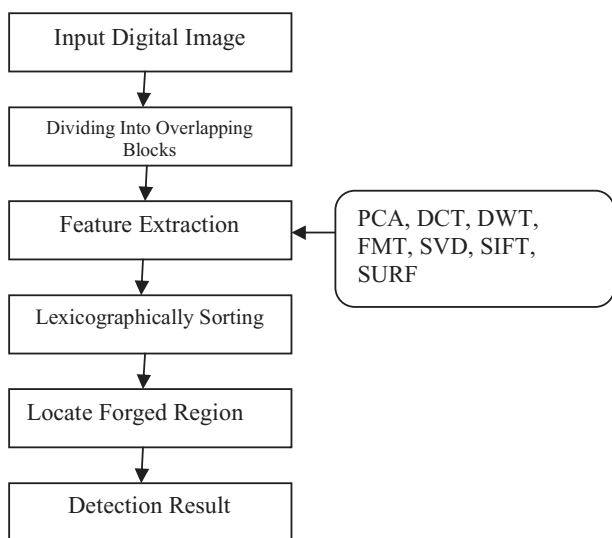 Input Digital Image
Dividing Into Overlapping
Blocks
Feature Extraction
PCA, DCT, DWT,
FMT, SVD, SIFT,
SURF
Lexicographically Sorting
Locate Forged Region
Detection Result